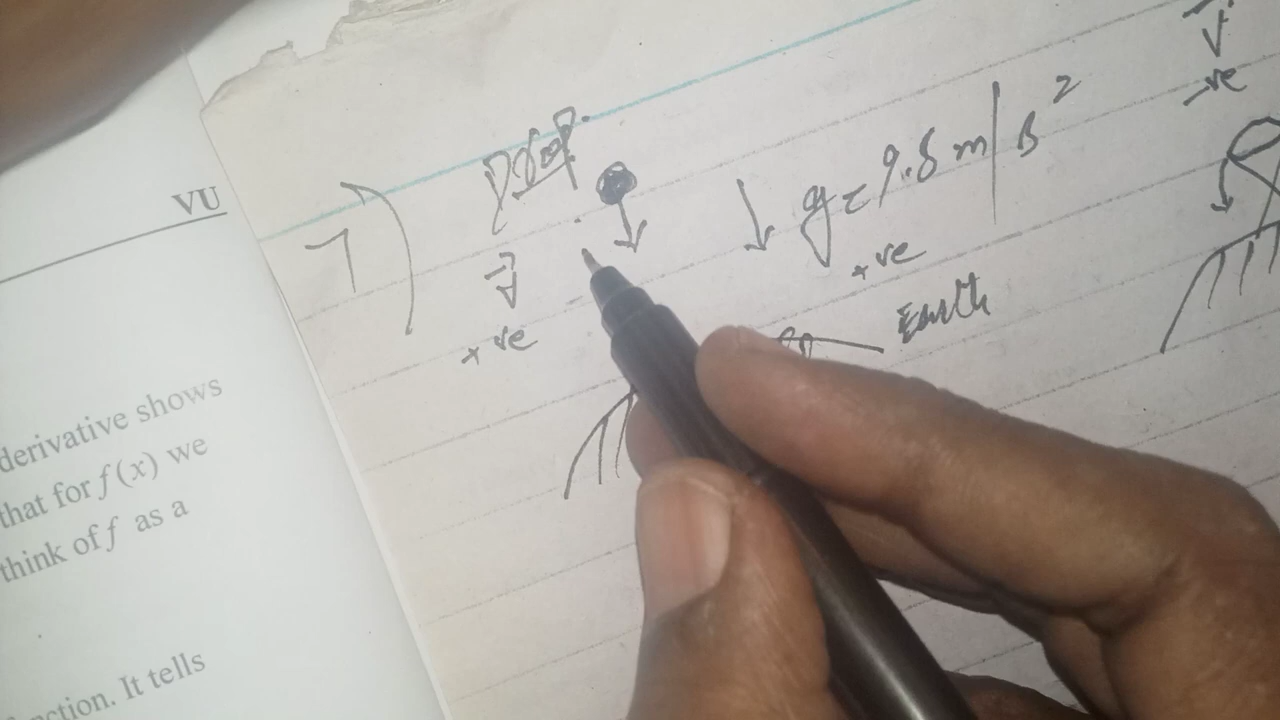 VU
derivative shows
that for f(x) we
think of f as a
nction. It tells
7)
g = 9.8 m/s²
+ve
v
+ve
Earth
v
-ve